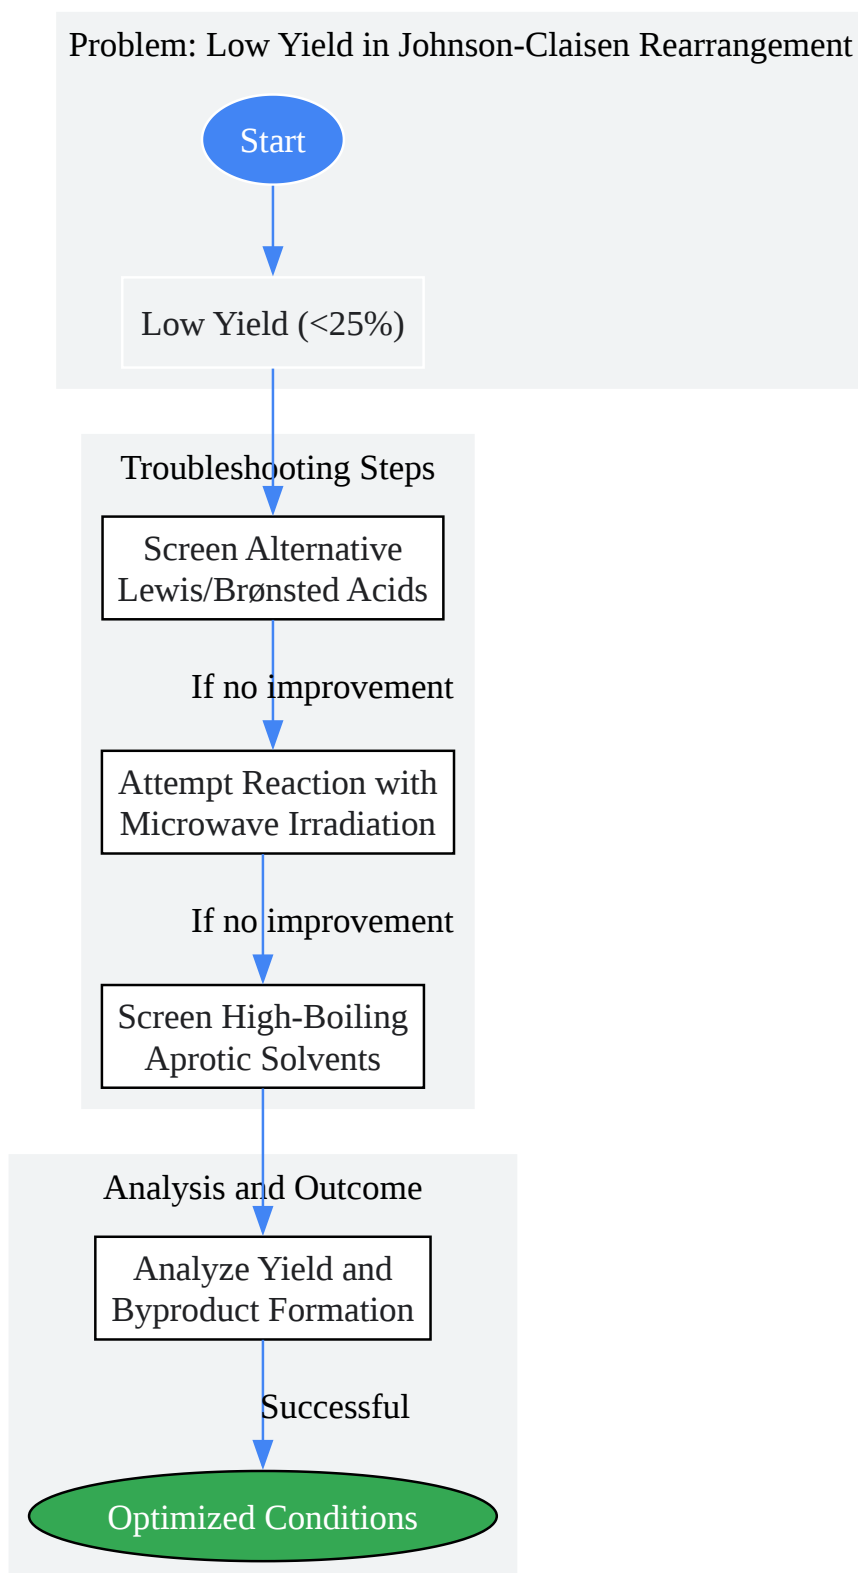 Problem: Low Yield in Johnson-Claisen Rearrangement
Start
Low Yield (<25%)
Troubleshooting Steps
Screen Alternative
Lewis/Brønsted Acids
If no improvement
Attempt Reaction with
Microwave Irradiation
If no improvement
Screen High-Boiling
Aprotic Solvents
Analysis and Outcome
Analyze Yield and
Byproduct Formation
Successful
Optimized Conditions